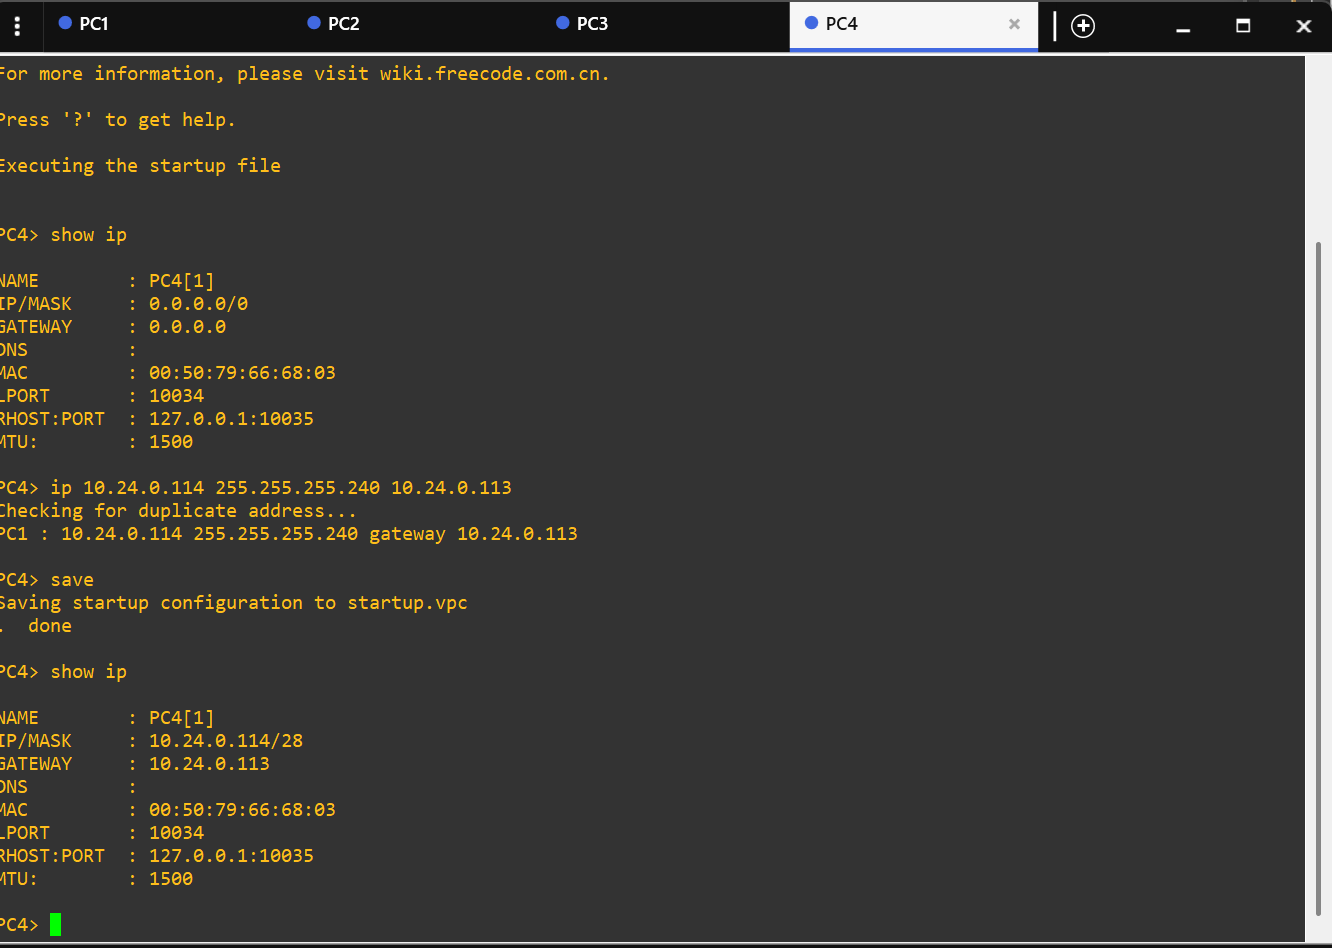 PC1 PC2 PC3 PC4
For more information, please visit wiki.freecode.com.cn.
Press '?' to get help.
Executing the startup file
PC4> show ip
NAME : PC4[1]
IP/MASK : 0.0.0.0/0
GATEWAY : 0.0.0.0
DNS :
MAC : 00:50:79:66:68:03
LPORT : 10034
RHOST:PORT : 127.0.0.1:10035
MTU: : 1500
PC4> ip 10.24.0.114 255.255.255.240 10.24.0.113
Checking for duplicate address...
PC1 : 10.24.0.114 255.255.255.240 gateway 10.24.0.113
PC4> save
Saving startup configuration to startup.vpc
. done
PC4> show ip
NAME : PC4[1]
IP/MASK : 10.24.0.114/28
GATEWAY : 10.24.0.113
DNS :
MAC : 00:50:79:66:68:03
LPORT : 10034
RHOST:PORT : 127.0.0.1:10035
MTU: : 1500
PC4>